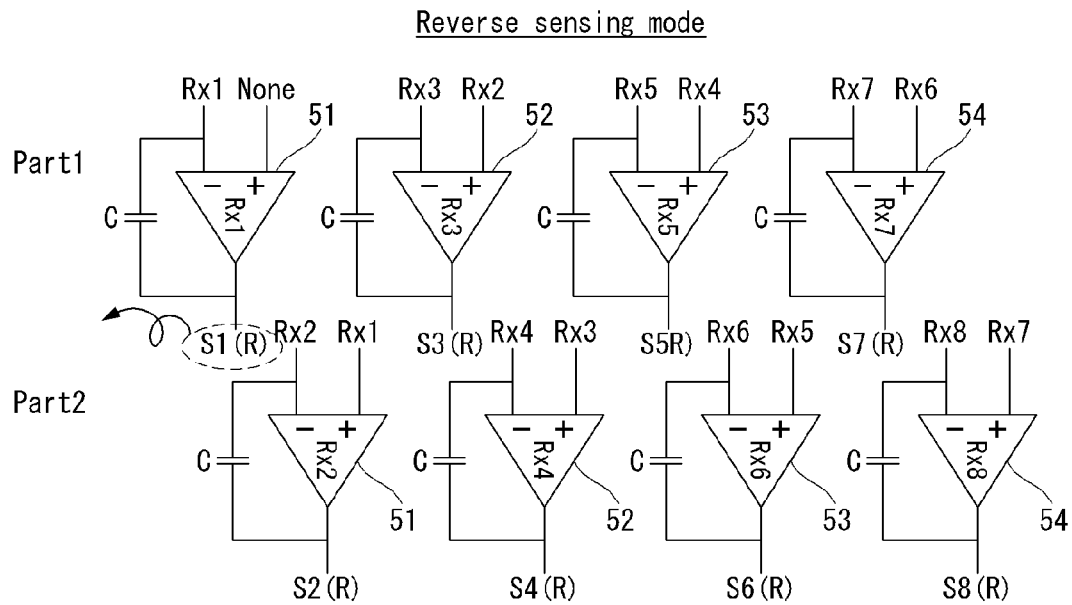 Reverse sensing mode
Rx1 None Rx3 Rx2 Rx5 Rx4 Rx7 Rx6
51 52 53 54
Part1
− + − + − + − +
Rx1 Rx3 Rx5 Rx7
C C C C
S1(R) S3(R) S5R) S7(R)
Rx2 Rx1 Rx4 Rx3 Rx6 Rx5 Rx8 Rx7
Part2
− + − + − + − +
Rx2 Rx4 Rx6 Rx8
C C C C
51 52 53 54
S2(R) S4(R) S6(R) S8(R)